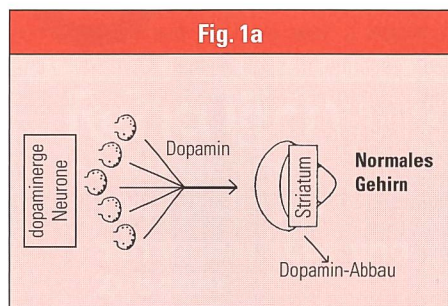 Fig. 1a
dopaminerge
Neurone
Dopamin
Striatum
Normales
Gehirn
Dopamin-Abbau